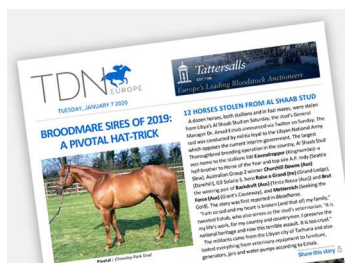 TDN
EUROPE
TUESDAY, JANUARY 7 2020
Tattersalls
Europe's Leading Bloodstock Auctioneers
BROODMARE SIRES OF 2019:
A PIVOTAL HAT-TRICK
Pivotal | Cheveley Park Stud
12 HORSES STOLEN FROM AL SHAAB STUD
A dozen horses, both stallions and in foal mares, were stolen
from Libya's Al Shaab Stud on Saturday, the stud's General
Manager Dr. Ameed Eshab announced via Twitter on Sunday. The
raid was conducted by militia loyal to the Libyan National Army
which opposes the current interim government. The largest
Thoroughbred breeding operation in the country, Al Shaab Stud
was home to the stallions SW Eavesdropper (Kingmambo)–a
half-brother to Horse of the Year and top sire A.P. Indy (Seattle
Slew), Australian Group 2 winner Churchill Downs (Aus)
(Danehill), G3 Solario S. hero Raise a Grand (Ire) (Grand Lodge),
the winning pair of Backdraft (Aus) (Testa Rossa (Aus)) and Brut
Force (Aus) (Giant's Causeway), and Metternich (Seeking the
Gold). The story was first reported in Bloodhorse.
"I am so sad and my heart is broken [and that of] my family,"
tweeted Eshab, who also serves as the stud's veterinarian. "It is
my life's work, for my country and countrymen. I preserve the
national heritage and now this terrible assault. It is too cruel."
The militants came from the Libyan city of Tarhuna and also
looted everything from veterinary equipment to furniture,
generators, jars and water pumps according to Eshab.
Share this story